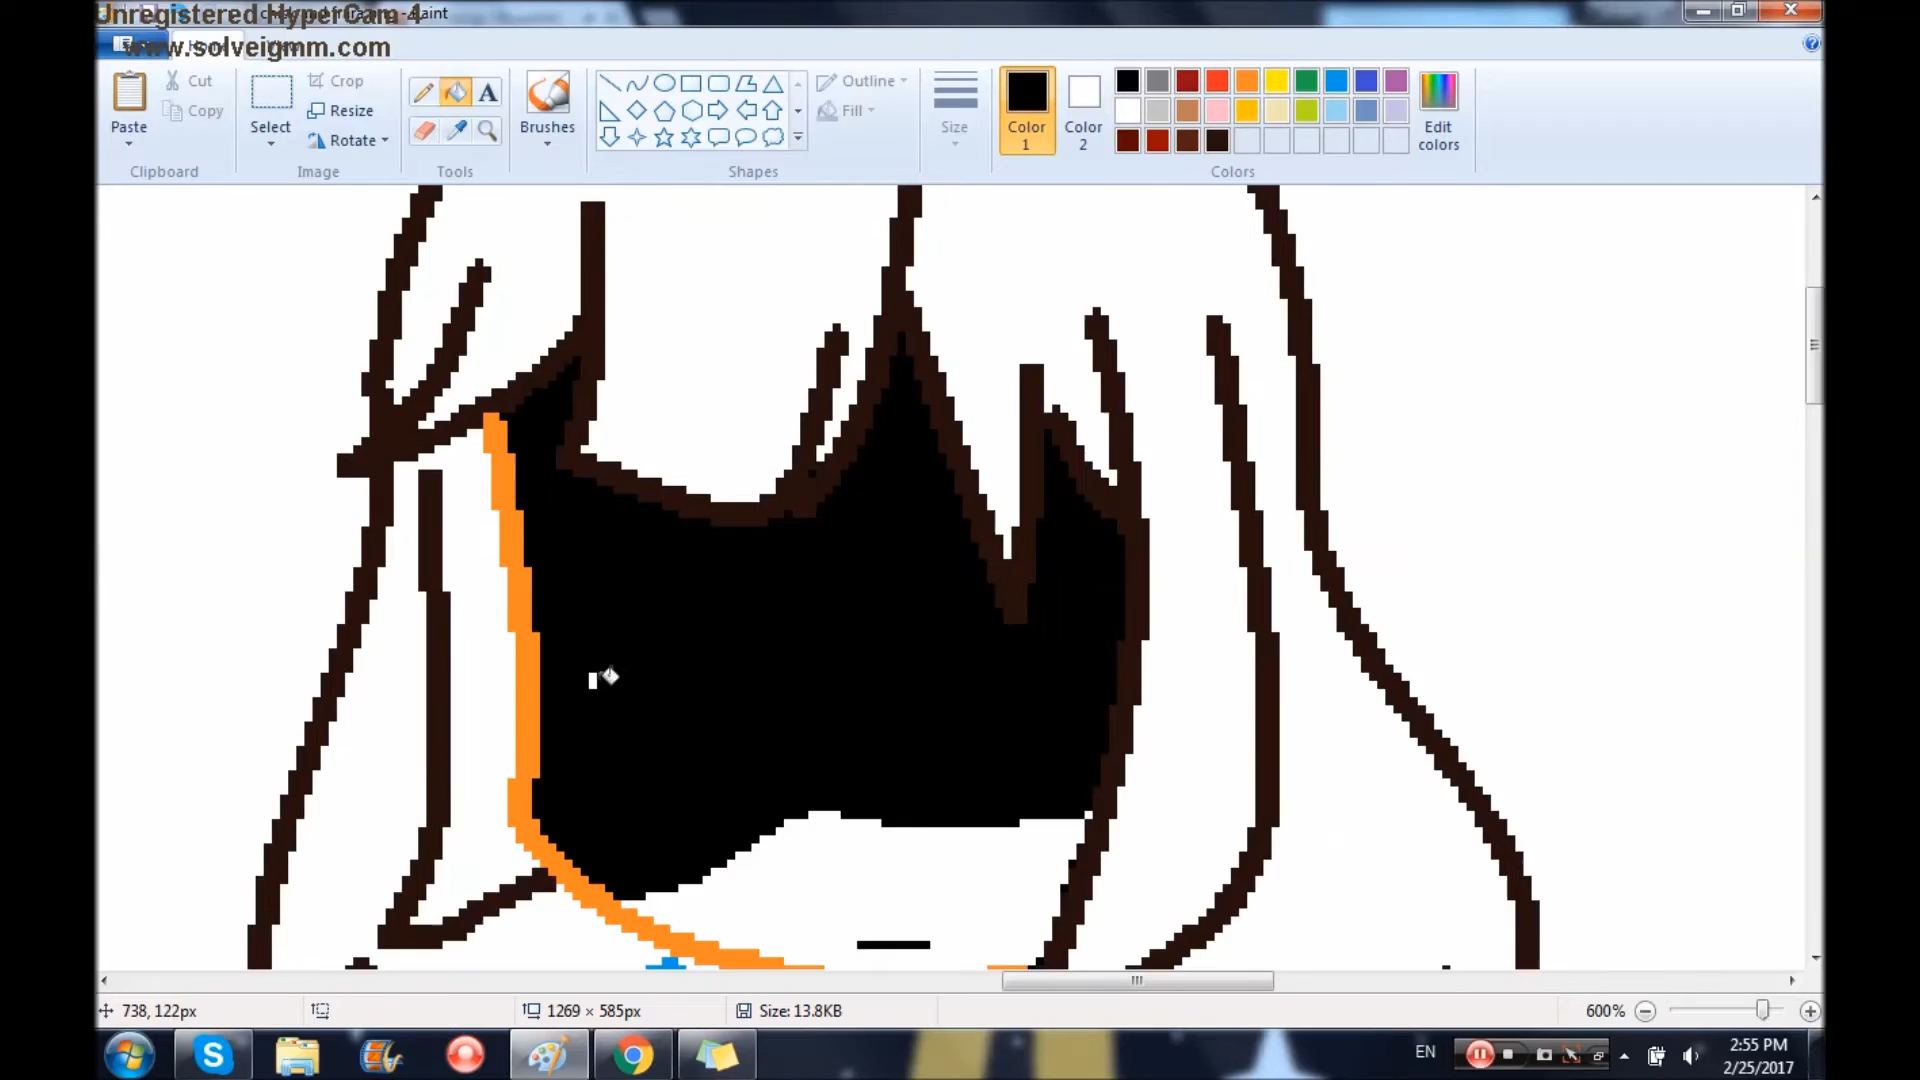 Unregistered HyperCam 4
- Paint
www.solveigmm.com
Paste
Cut
Copy
Clipboard
Select
Crop
Resize
Rotate
Image
A
Tools
Brushes
Shapes
Outline
Fill
Size
Color 1
Color 2
Edit colors
Colors
738, 122px
1269 × 585px
Size: 13.8KB
600%
EN
2:55 PM
2/25/2017